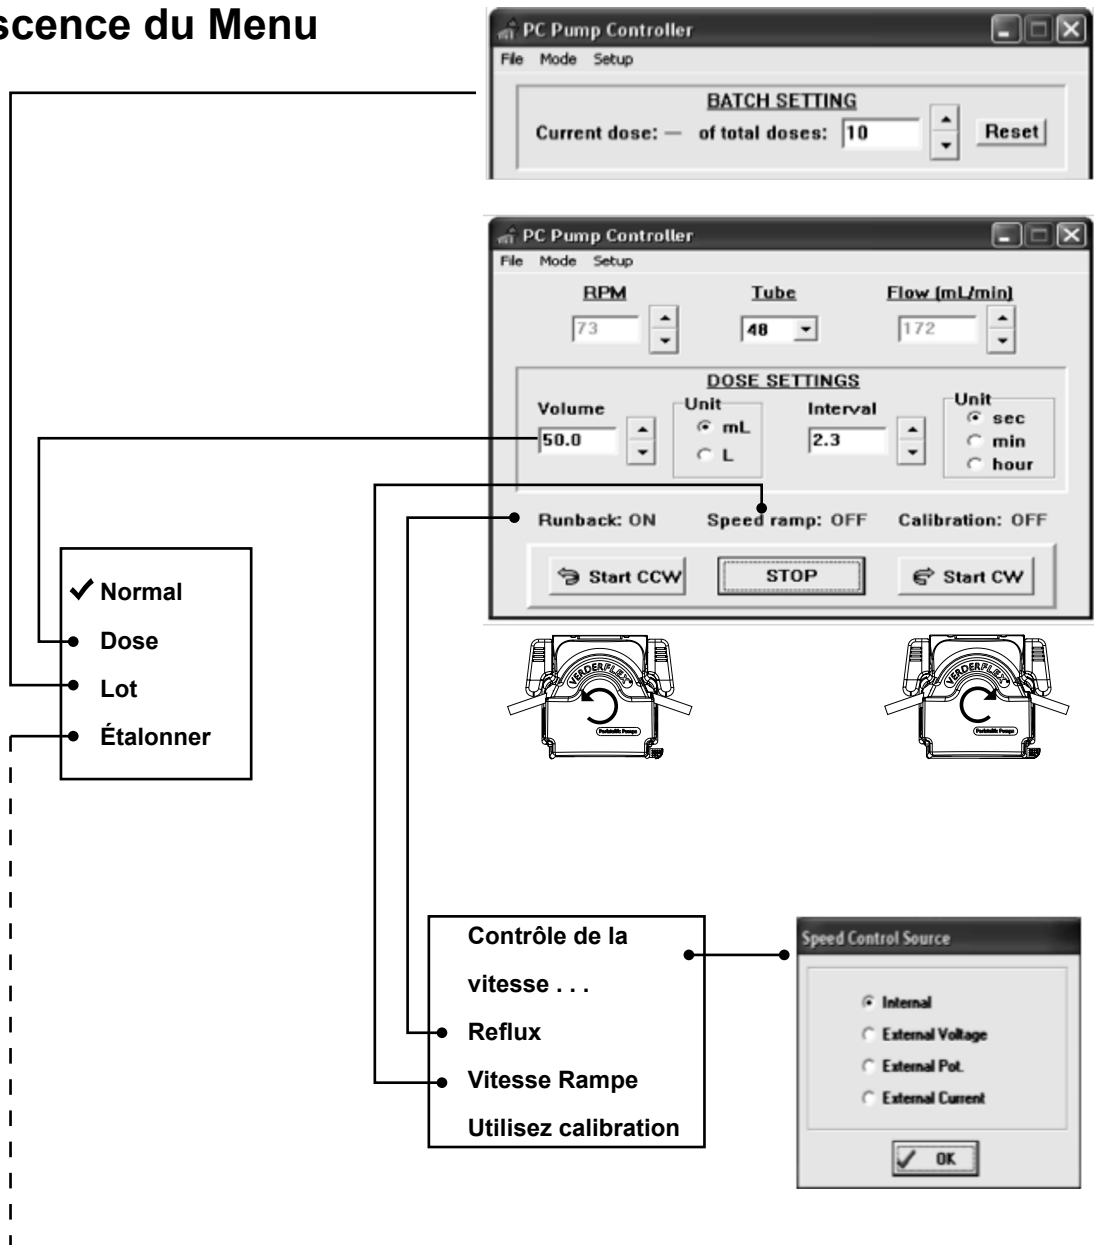 scence du Menu
PC Pump Controller
File Mode Setup
BATCH SETTING
Current dose: — of total doses: 10 Reset
PC Pump Controller
File Mode Setup
RPM Tube Flow (mL/min)
73 48 172
DOSE SETTINGS
Volume Unit Interval Unit
50.0 mL 2.3 sec
L min
hour
Runback: ON Speed ramp: OFF Calibration: OFF
Start CCW STOP Start CW
✓ Normal
Dose
Lot
Étalonner
VERDERFLEX
Peristaltic Pumps
VERDERFLEX
Peristaltic Pumps
Contrôle de la
vitesse . . .
Reflux
Vitesse Rampe
Utilisez calibration
Speed Control Source
Internal
External Voltage
External Pot.
External Current
OK